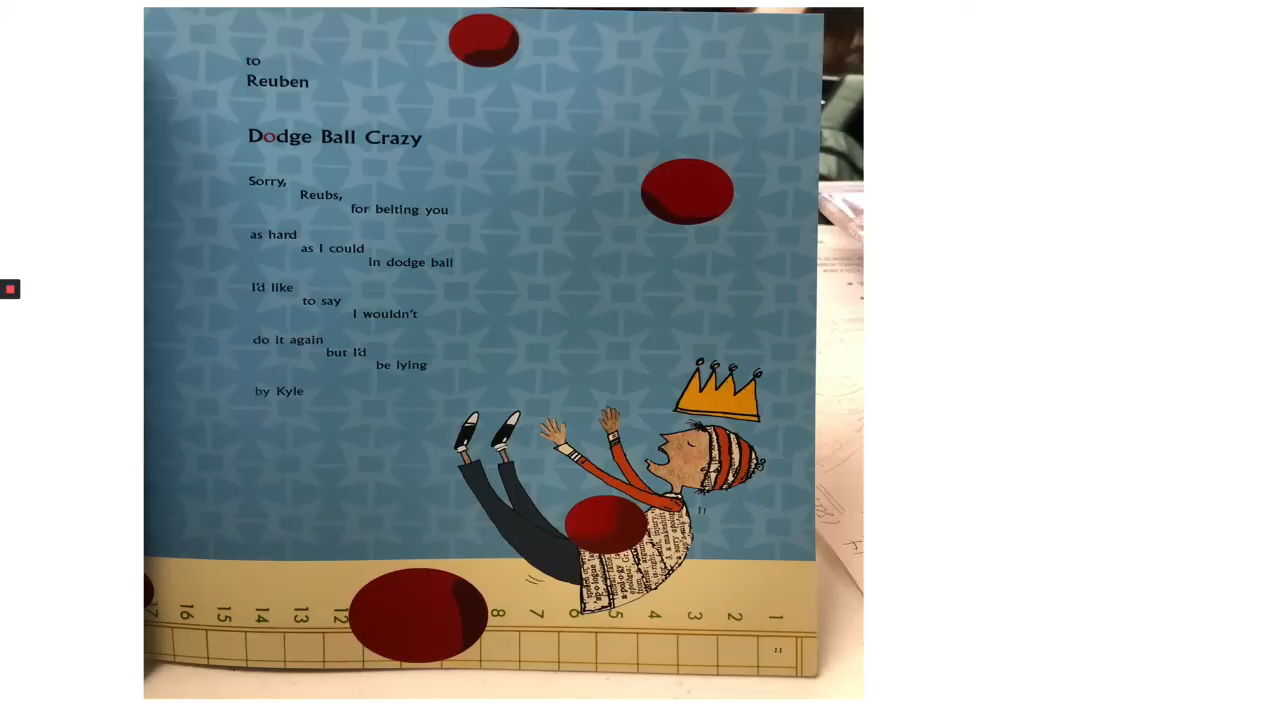 to
Reuben
Dodge Ball Crazy
Sorry,
Reubs,
for belting you
as hard
as I could
in dodge ball
I'd like
to say
I wouldn't
do it again
but I'd
be lying
by Kyle
17 16 15 14 13 12 8 7 6 5 4 3 2 1
11